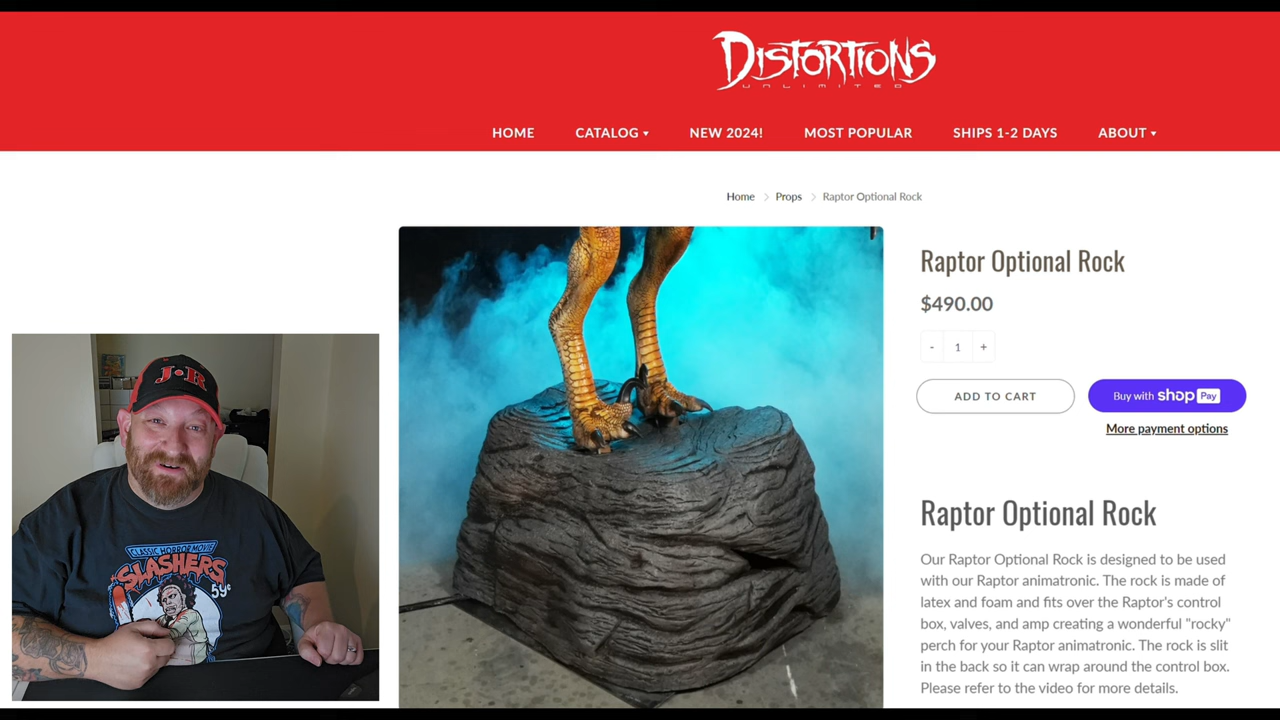 DISTORTIONS
UNLIMITED
HOME CATALOG ▾ NEW 2024! MOST POPULAR SHIPS 1-2 DAYS ABOUT ▾
Home > Props > Raptor Optional Rock
Raptor Optional Rock
$490.00
- 1 +
ADD TO CART
Buy with shop Pay
More payment options
Raptor Optional Rock
Our Raptor Optional Rock is designed to be used
with our Raptor animatronic. The rock is made of
latex and foam and fits over the Raptor's control
box, valves, and amp creating a wonderful "rocky"
perch for your Raptor animatronic. The rock is slit
in the back so it can wrap around the control box.
Please refer to the video for more details.
J·R
CLASSIC HORROR MOVIE
SLASHERS
59¢